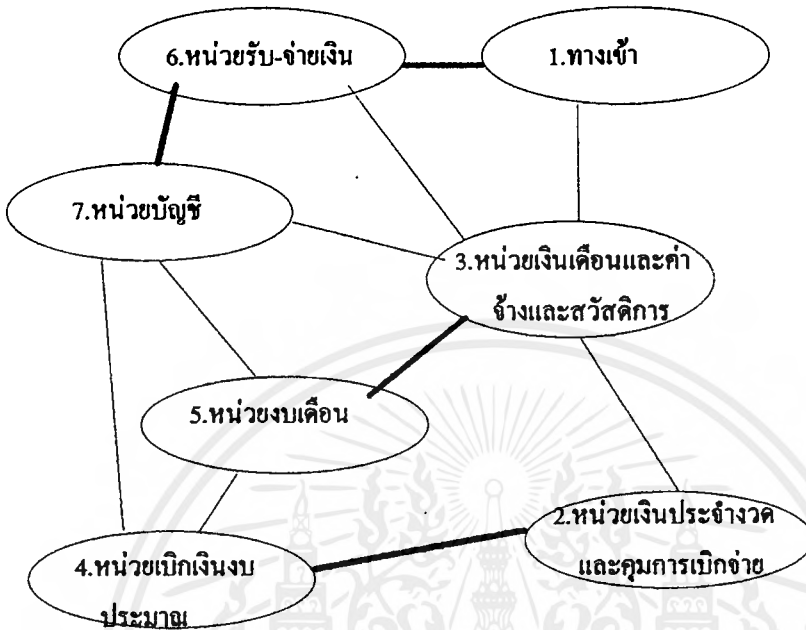 6.หน่วยรับ-จ่ายเงิน
1.ทางเข้า
7.หน่วยบัญชี
3.หน่วยเงินเดือนและค่า
จ้างและสวัสดิการ
5.หน่วยงบเดือน
2.หน่วยเงินประจำงวด
และคุมการเบิกจ่าย
4.หน่วยเบิกเงินงบ
ประมาณ